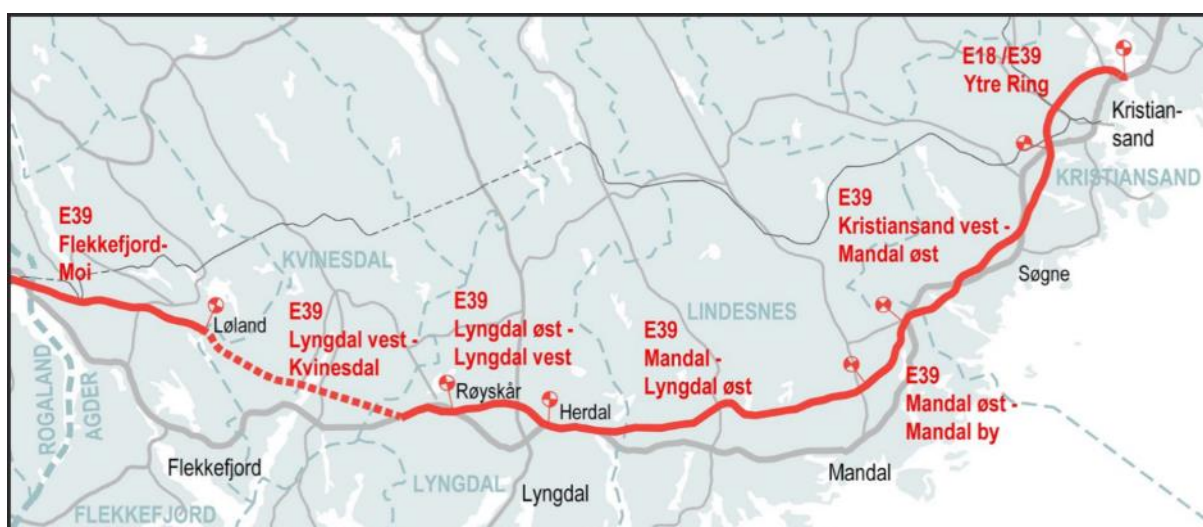 E18 /E39
Ytre Ring
Kristian-
sand
KRISTIANSAND
E39
Kristiansand vest -
Mandal øst
E39
Flekkefjord-
Moi
KVINESDAL
Søgne
E39
Lyngdal vest -
Kvinesdal
E39
Lyngdal øst -
Lyngdal vest
LINDESNES
Løland
E39
Mandal -
Lyngdal øst
ROGALAND
AGDER
Røyskår
Herdal
E39
Mandal øst -
Mandal by
Flekkefjord
LYNGDAL
Lyngdal
Mandal
FLEKKEFJORD